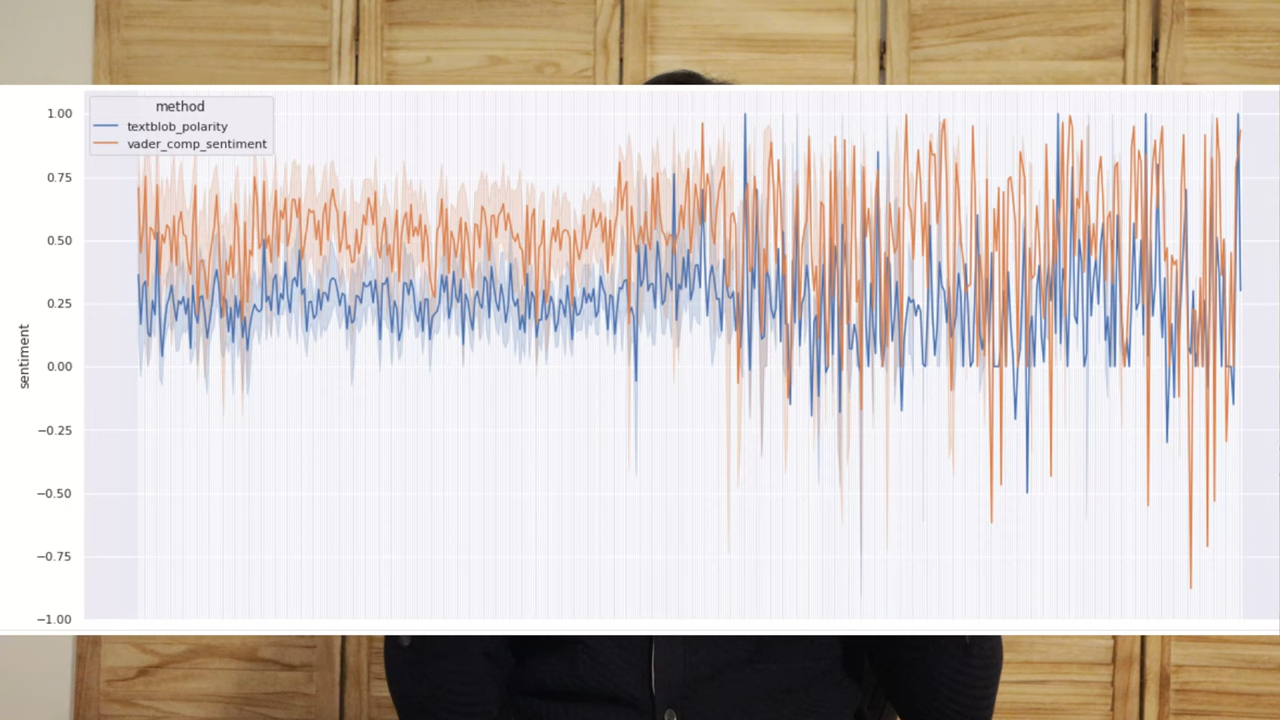 method
textblob_polarity
vader_comp_sentiment
1.00
0.75
0.50
0.25
0.00
−0.25
−0.50
−0.75
−1.00
sentiment